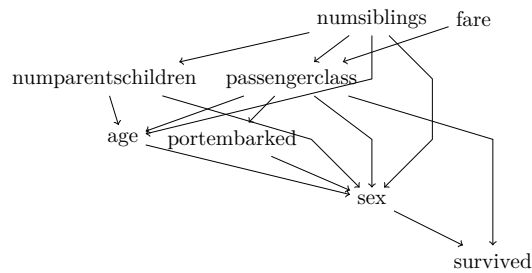 numsiblings fare
numparentschildren passengerclass
age portembarked
sex
survived